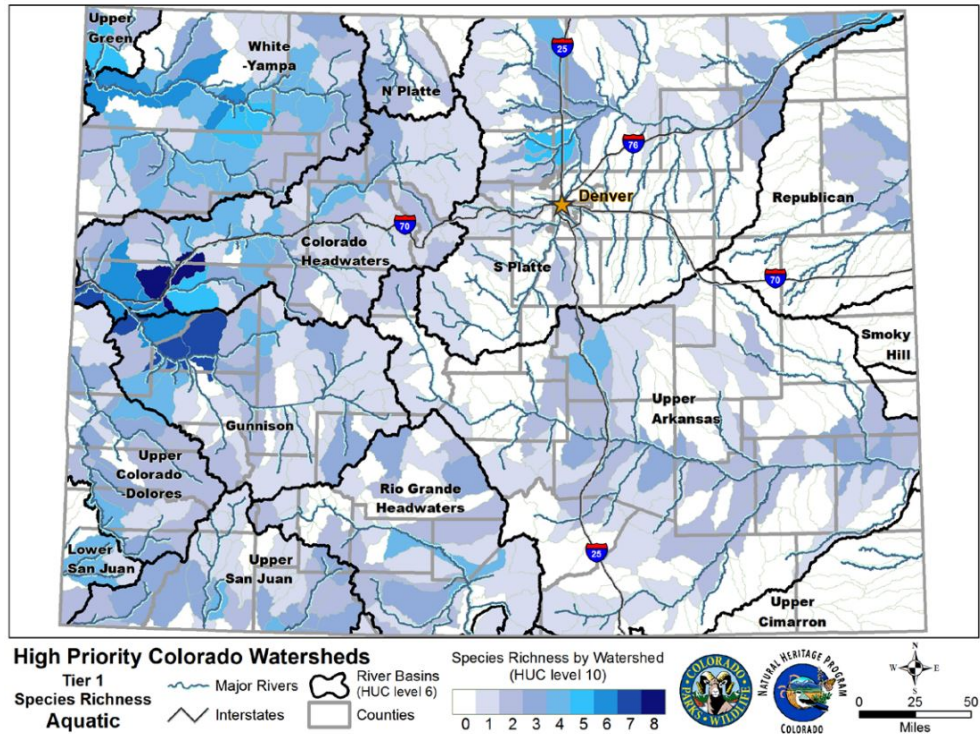 Upper
Green
White
-Yampa
N Platte
25
76
Denver
Republican
70
Colorado
Headwaters
S Platte
70
Smoky
Hill
Upper
Arkansas
Gunnison
Upper
Colorado
-Dolores
Rio Grande
Headwaters
Lower
San Juan
Upper
San Juan
25
Upper
Cimarron
High Priority Colorado Watersheds
Tier 1
Species Richness
Aquatic
Major Rivers
Interstates
River Basins
(HUC level 6)
Counties
Species Richness by Watershed
(HUC level 10)
0 1 2 3 4 5 6 7 8
COLORADO
PARKS
WILDLIFE
NATURAL HERITAGE PROGRAM
COLORADO
N
W E
S
0 25 50
Miles